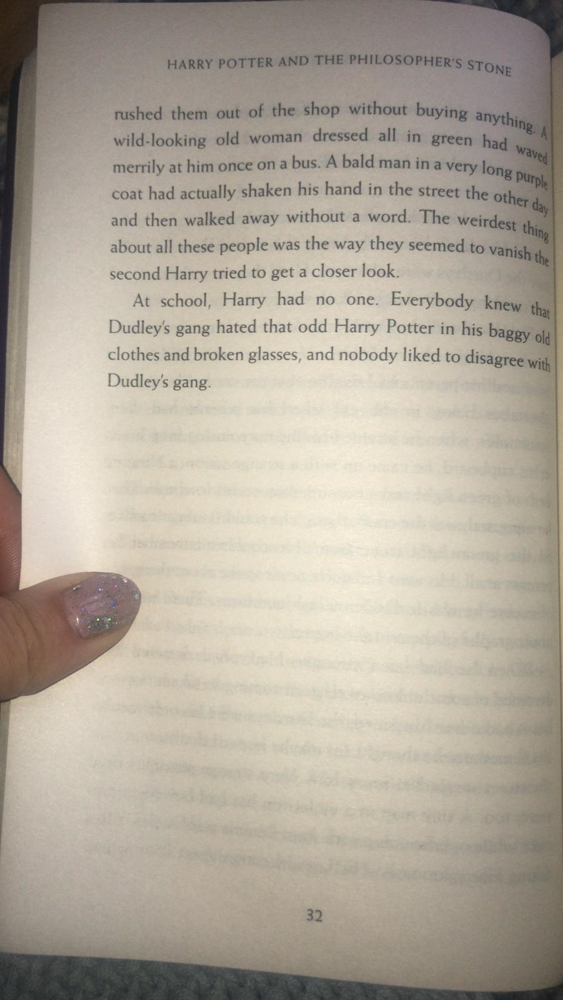 HARRY POTTER AND THE PHILOSOPHER'S STONE
rushed them out of the shop without buying anything. A
wild-looking old woman dressed all in green had waved
merrily at him once on a bus. A bald man in a very long purple
coat had actually shaken his hand in the street the other day
and then walked away without a word. The weirdest thing
about all these people was the way they seemed to vanish the
second Harry tried to get a closer look.
At school, Harry had no one. Everybody knew that
Dudley's gang hated that odd Harry Potter in his baggy old
clothes and broken glasses, and nobody liked to disagree with
Dudley's gang.
32